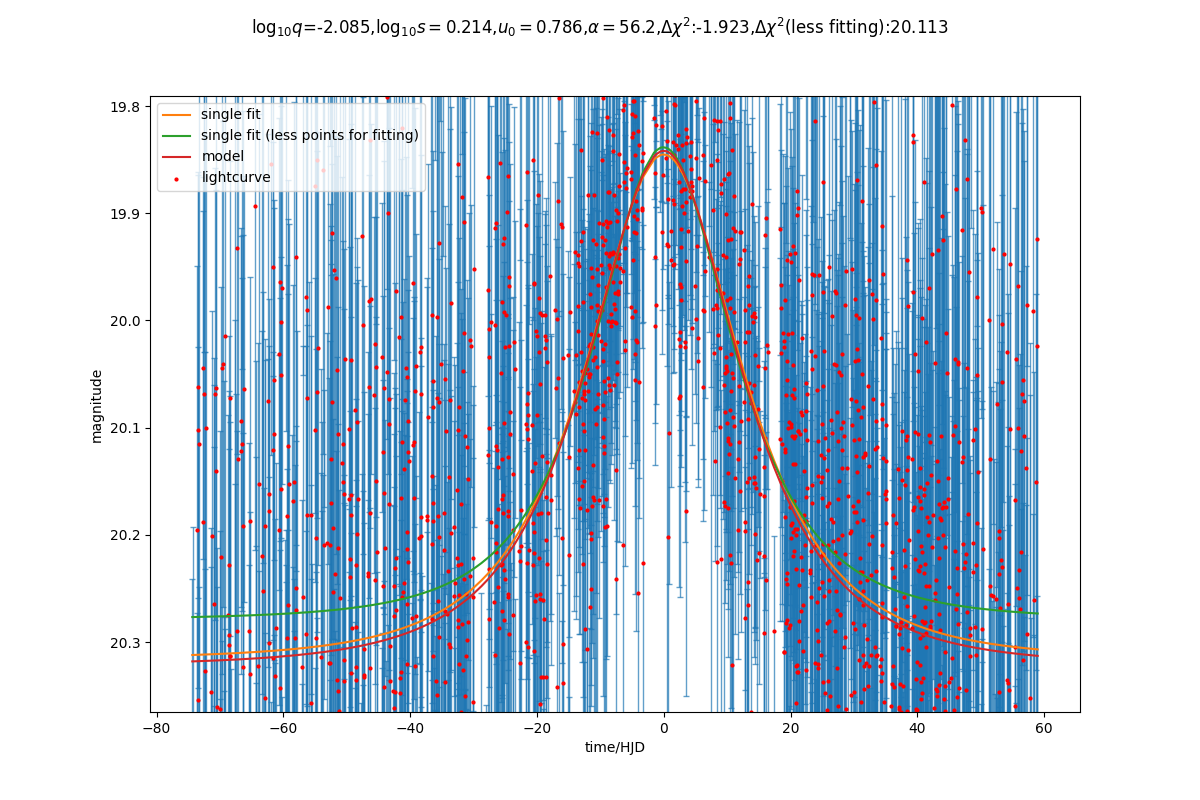 log₁₀q=-2.085,log₁₀s = 0.214,u₀ = 0.786,α = 56.2,Δχ²:-1.923,Δχ²(less fitting):20.113
single fit
single fit (less points for fitting)
model
lightcurve
19.8
19.9
20.0
20.1
20.2
20.3
magnitude
−80
−60
−40
−20
0
20
40
60
time/HJD